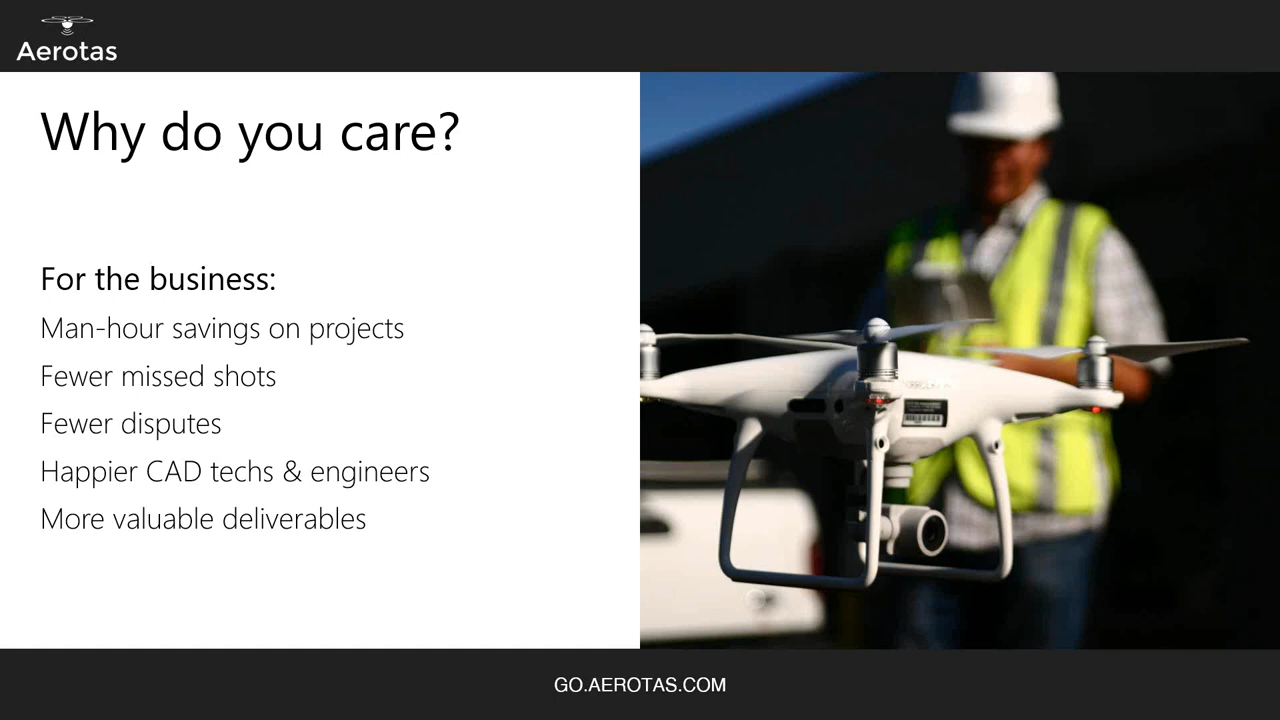 Aerotas
Why do you care?
For the business:
Man-hour savings on projects
Fewer missed shots
Fewer disputes
Happier CAD techs & engineers
More valuable deliverables
GO.AEROTAS.COM